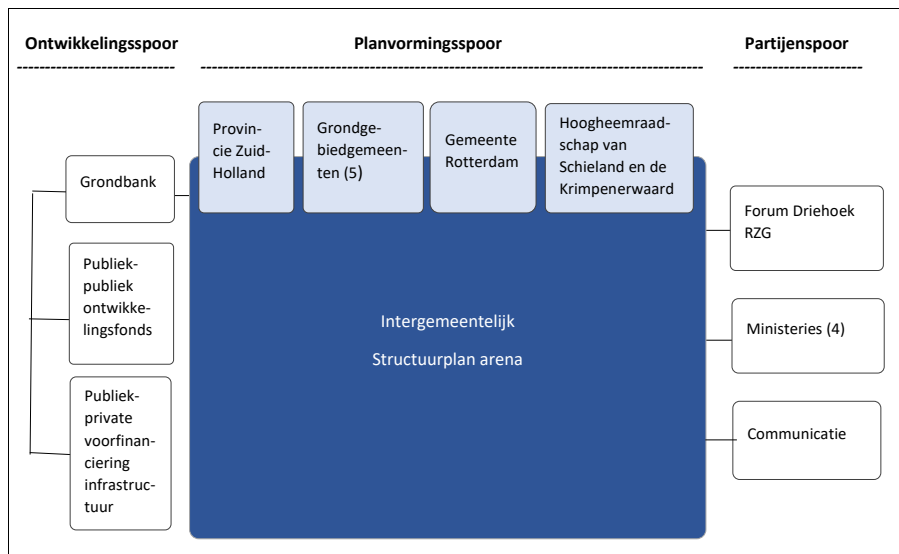 Ontwikkelingsspoor
Planvormingsspoor
Partijenspoor
Provin-
cie Zuid-
Holland
Grondge-
biedgemeen-
ten (5)
Gemeente
Rotterdam
Hoogheemraad-
schap van
Schieland en de
Krimpenerwaard
Grondbank
Publiek-
publiek
ontwikke-
lingsfonds
Publiek-
private
voorfinan-
ciering
infrastruc-
tuur
Intergemeentelijk
Structuurplan arena
Forum Driehoek
RZG
Ministeries (4)
Communicatie